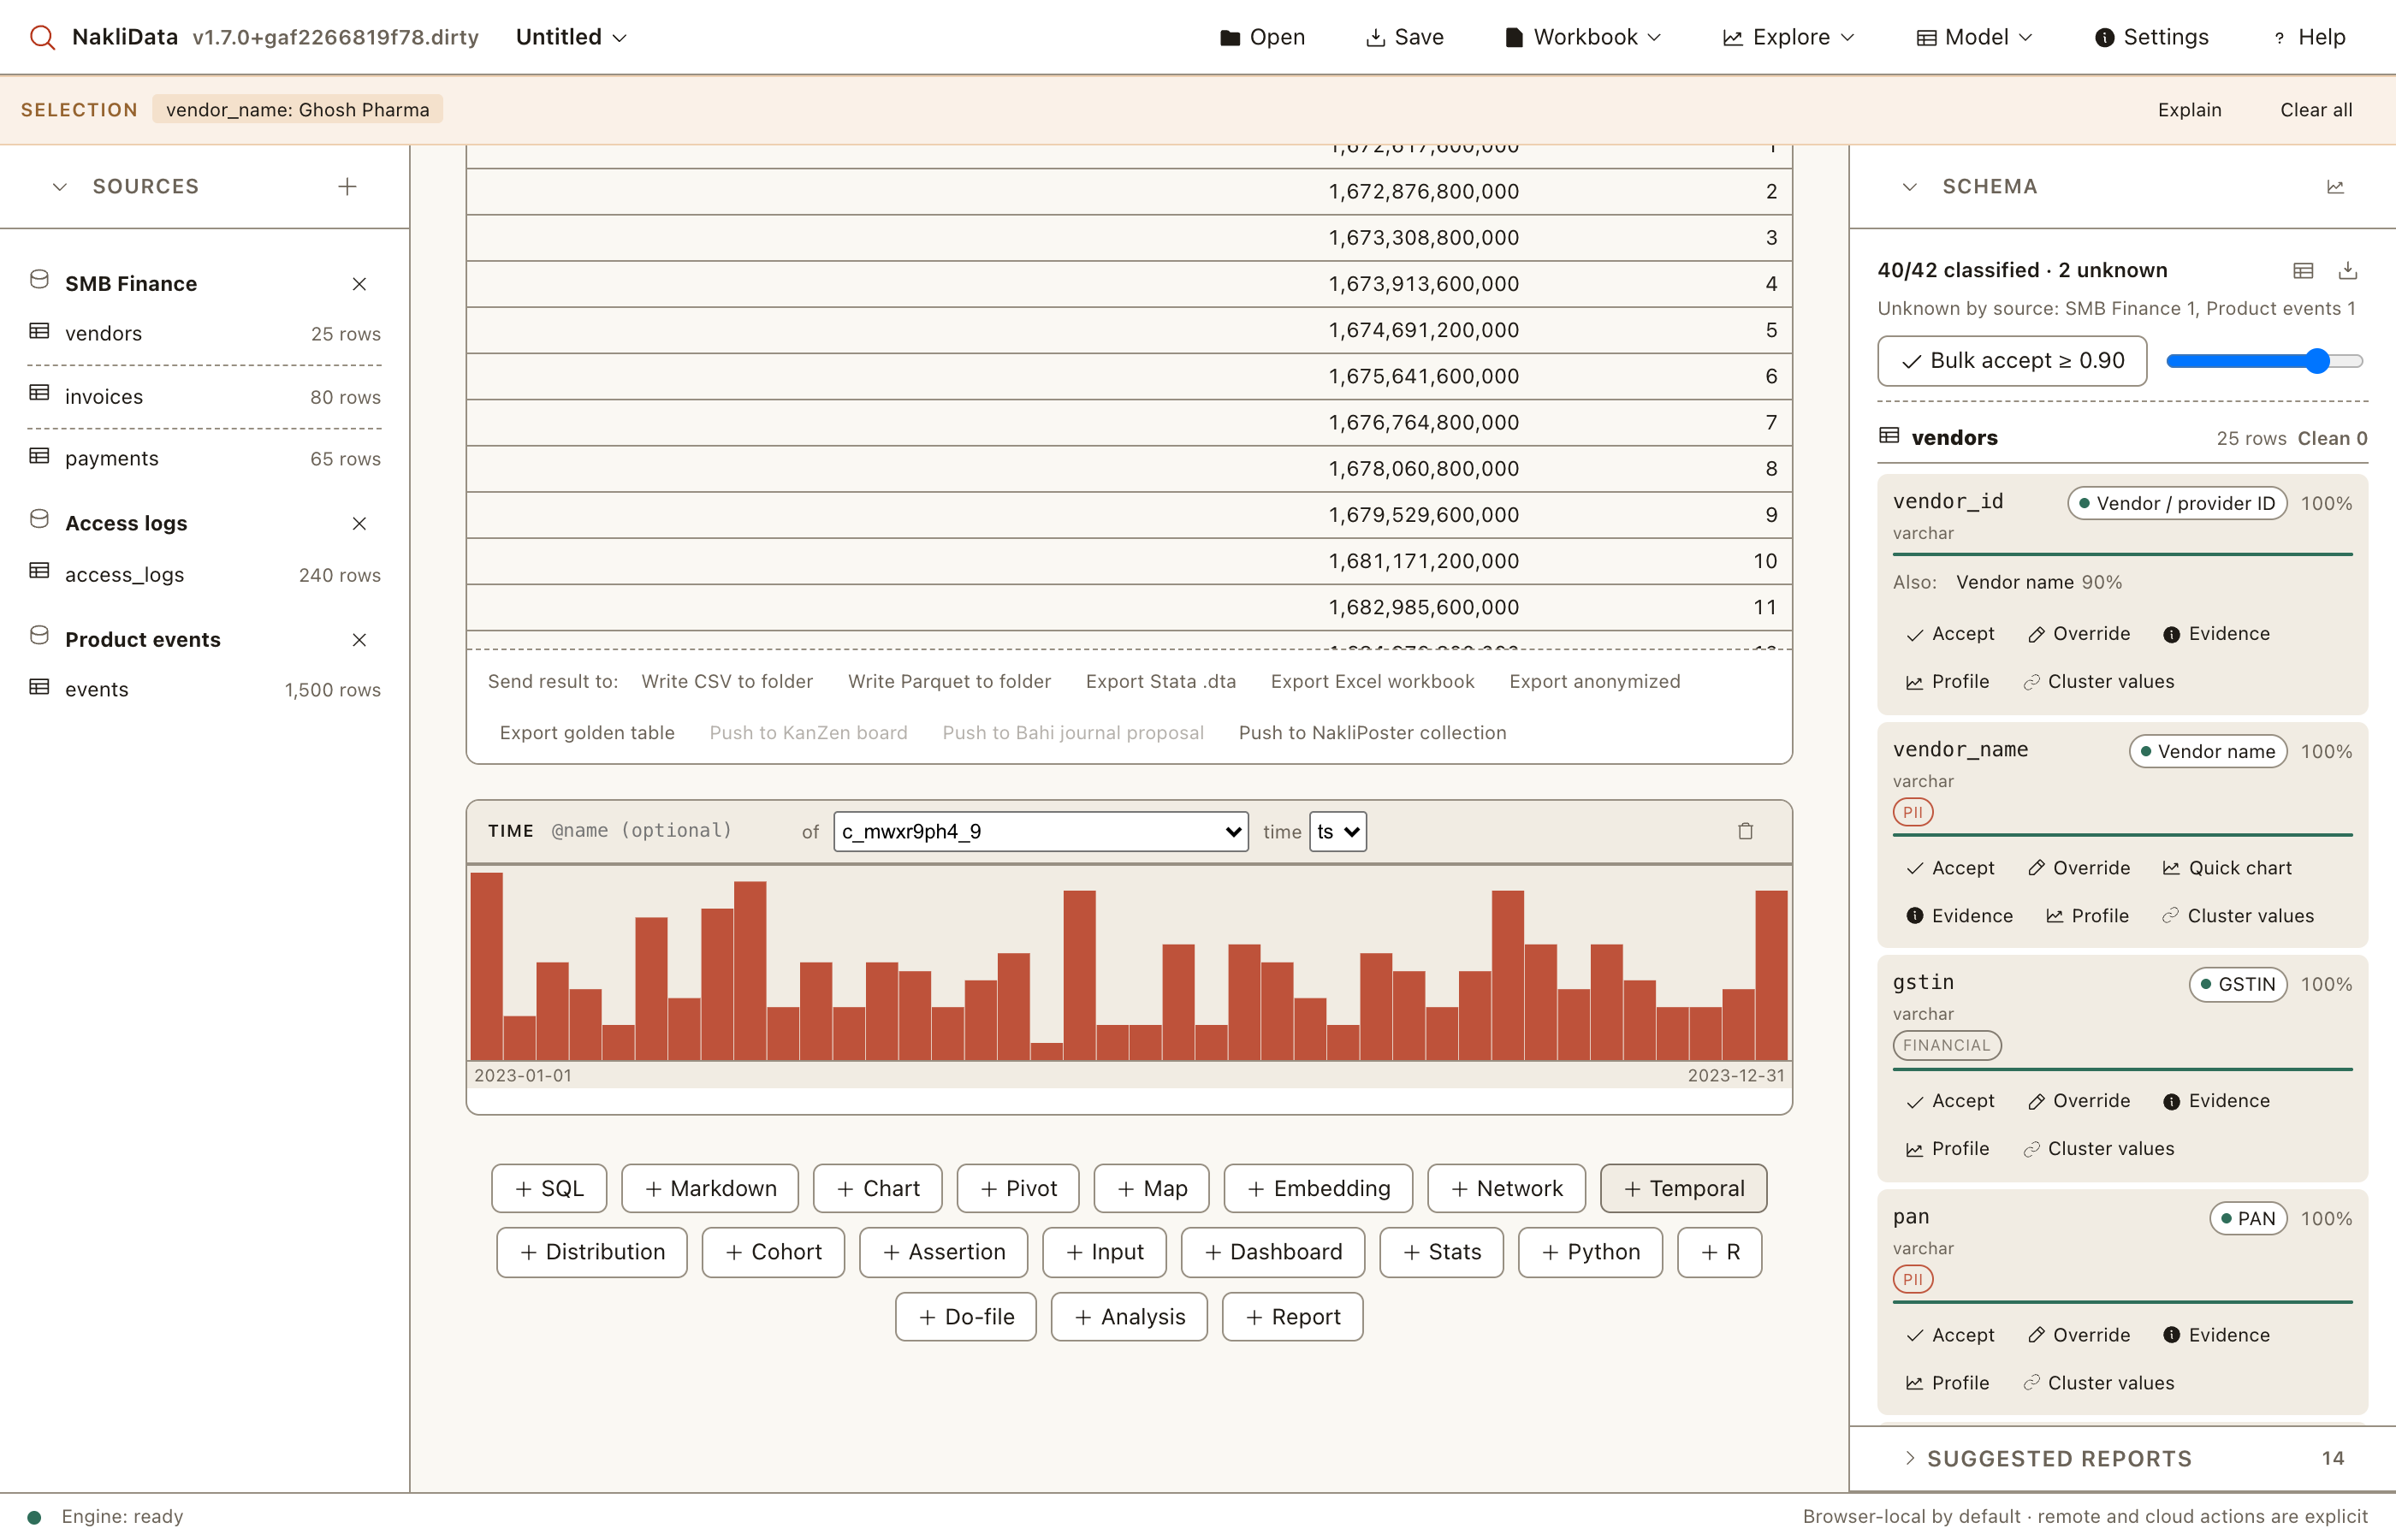 NakliData v1.7.0+gaf2266819f78.dirty Untitled Open Save Workbook Explore Model Settings ? Help
SELECTION vendor_name: Ghosh Pharma Explain Clear all
SOURCES
SMB Finance
vendors 25 rows
invoices 80 rows
payments 65 rows
Access logs
access_logs 240 rows
Product events
events 1,500 rows
1,672,617,600,000 1
1,672,876,800,000 2
1,673,308,800,000 3
1,673,913,600,000 4
1,674,691,200,000 5
1,675,641,600,000 6
1,676,764,800,000 7
1,678,060,800,000 8
1,679,529,600,000 9
1,681,171,200,000 10
1,682,985,600,000 11
Send result to: Write CSV to folder Write Parquet to folder Export Stata .dta Export Excel workbook Export anonymized
Export golden table Push to KanZen board Push to Bahi journal proposal Push to NakliPoster collection
TIME @name (optional) of c_mwxr9ph4_9 time ts
2023-01-01 2023-12-31
+ SQL + Markdown + Chart + Pivot + Map + Embedding + Network + Temporal
+ Distribution + Cohort + Assertion + Input + Dashboard + Stats + Python + R
+ Do-file + Analysis + Report
SCHEMA
40/42 classified · 2 unknown
Unknown by source: SMB Finance 1, Product events 1
Bulk accept ≥ 0.90
vendors 25 rows Clean 0
vendor_id Vendor / provider ID 100%
varchar
Also: Vendor name 90%
Accept Override Evidence
Profile Cluster values
vendor_name Vendor name 100%
varchar
PII
Accept Override Quick chart
Evidence Profile Cluster values
gstin GSTIN 100%
varchar
FINANCIAL
Accept Override Evidence
Profile Cluster values
pan PAN 100%
varchar
PII
Accept Override Evidence
Profile Cluster values
SUGGESTED REPORTS 14
Engine: ready Browser-local by default · remote and cloud actions are explicit